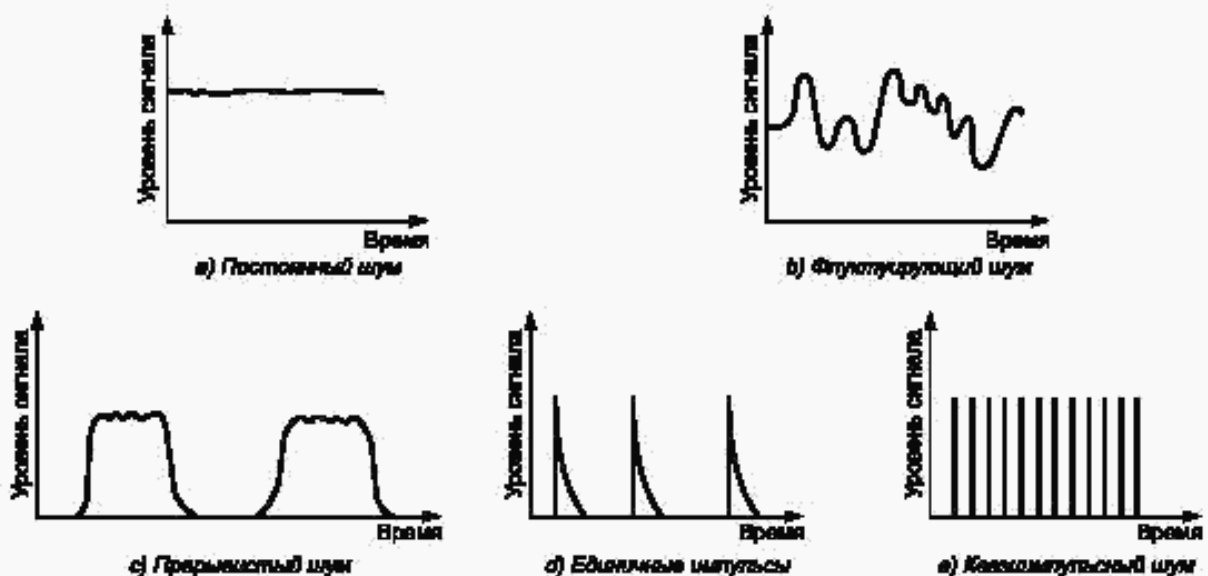 Уровень сигнала
Время
a) Постоянный шум
Уровень сигнала
Время
b) Флуктуирующий шум
Уровень сигнала
Время
c) Прерывистый шум
Уровень сигнала
Время
d) Единичные импульсы
Уровень сигнала
Время
e) Квазиимпульсный шум